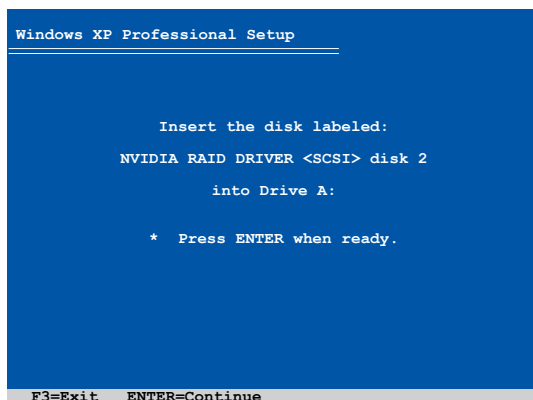 Windows XP Professional Setup
Insert the disk labeled:
NVIDIA RAID DRIVER <SCSI> disk 2
into Drive A:
* Press ENTER when ready.
F3=Exit ENTER=Continue